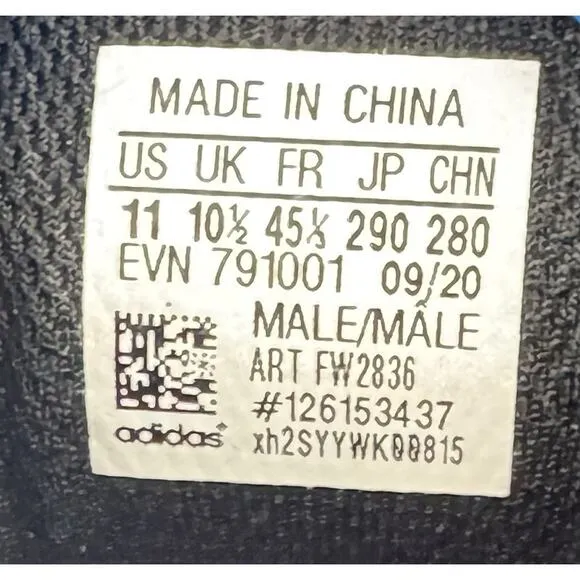 MADE IN CHINA
US UK FR JP CHN
11 10½ 45⅓ 290 280
EVN 791001 09/20
MALE/MÂLE
ART FW2836
#126153437
adidas